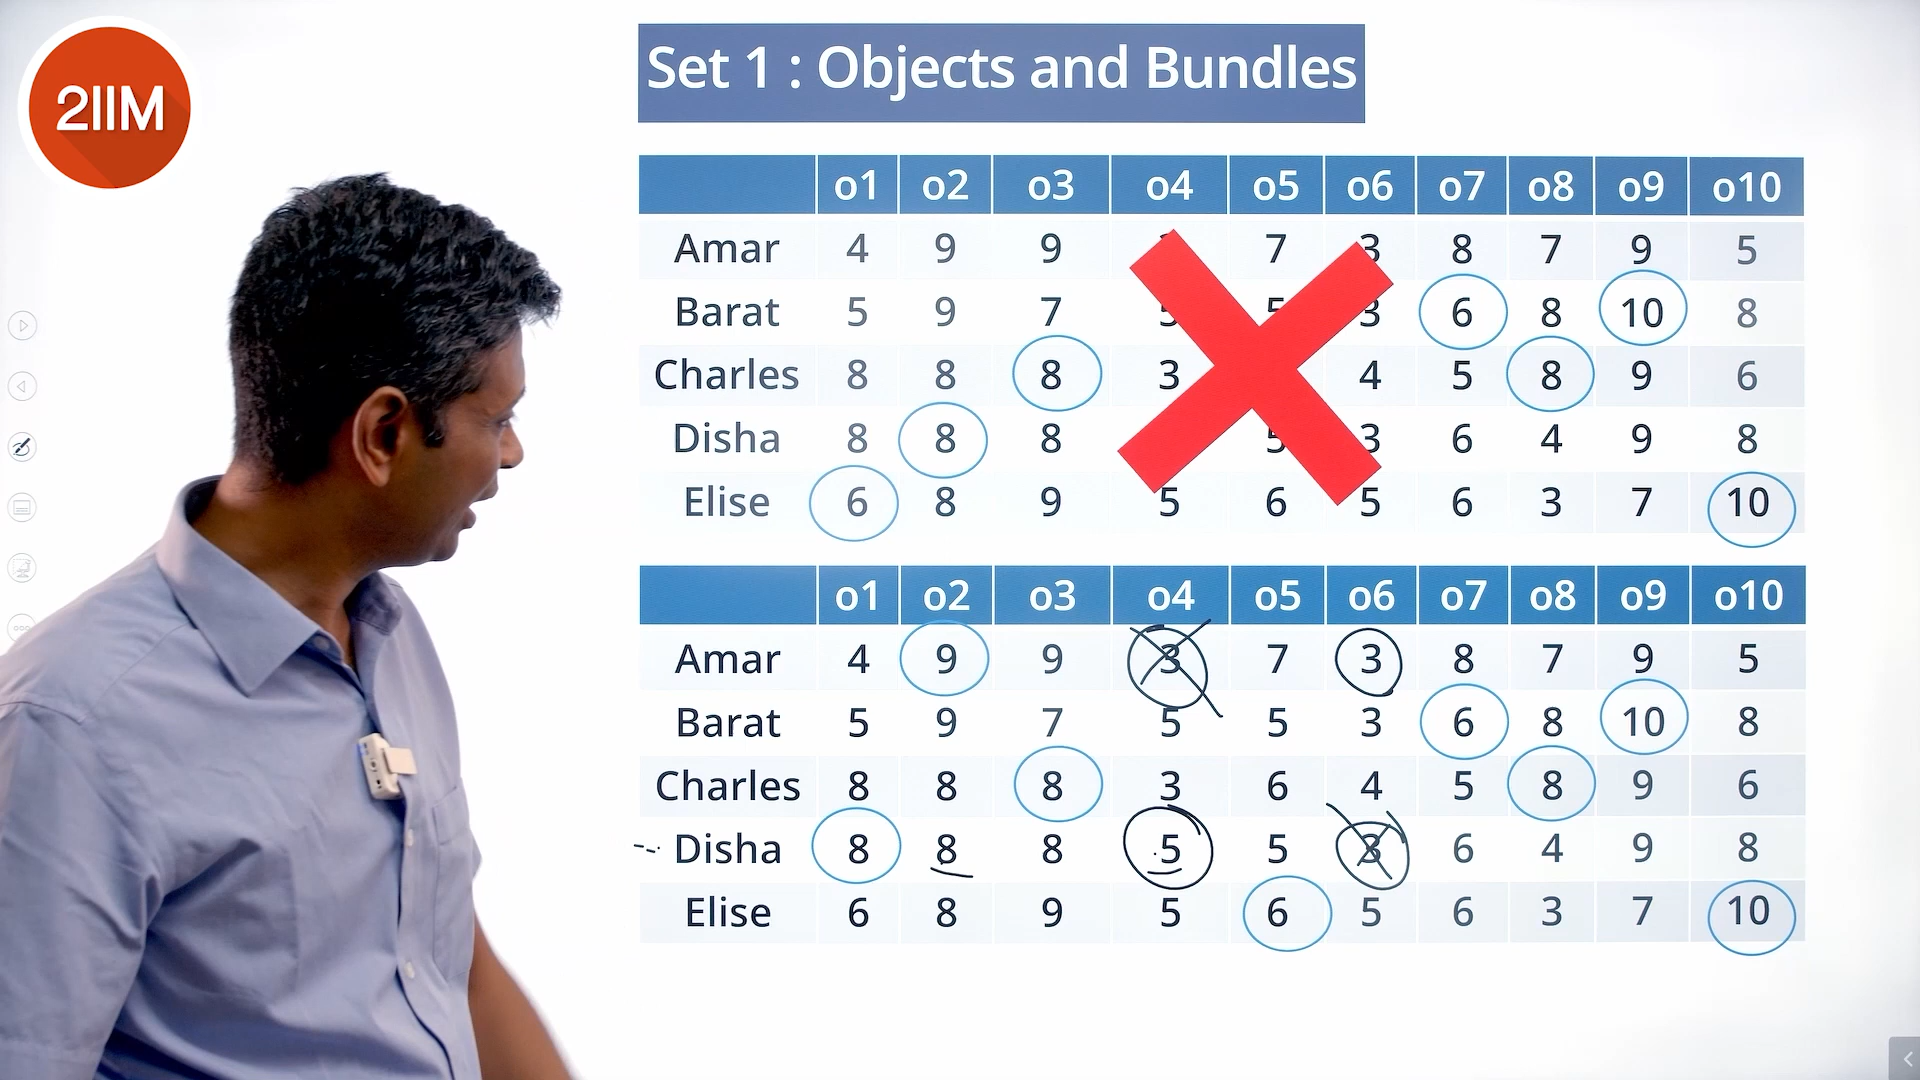 2IIM
Set 1 : Objects and Bundles
o1 o2 o3 o4 o5 o6 o7 o8 o9 o10
Amar 4 9 9 7 3 8 7 9 5
Barat 5 9 7 5 5 3 6 8 10 8
Charles 8 8 8 3 4 5 8 9 6
Disha 8 8 8 5 3 6 4 9 8
Elise 6 8 9 5 6 5 6 3 7 10
o1 o2 o3 o4 o5 o6 o7 o8 o9 o10
Amar 4 9 9 3 7 3 8 7 9 5
Barat 5 9 7 5 5 3 6 8 10 8
Charles 8 8 8 3 6 4 5 8 9 6
Disha 8 8 8 5 5 3 6 4 9 8
Elise 6 8 9 5 6 5 6 3 7 10